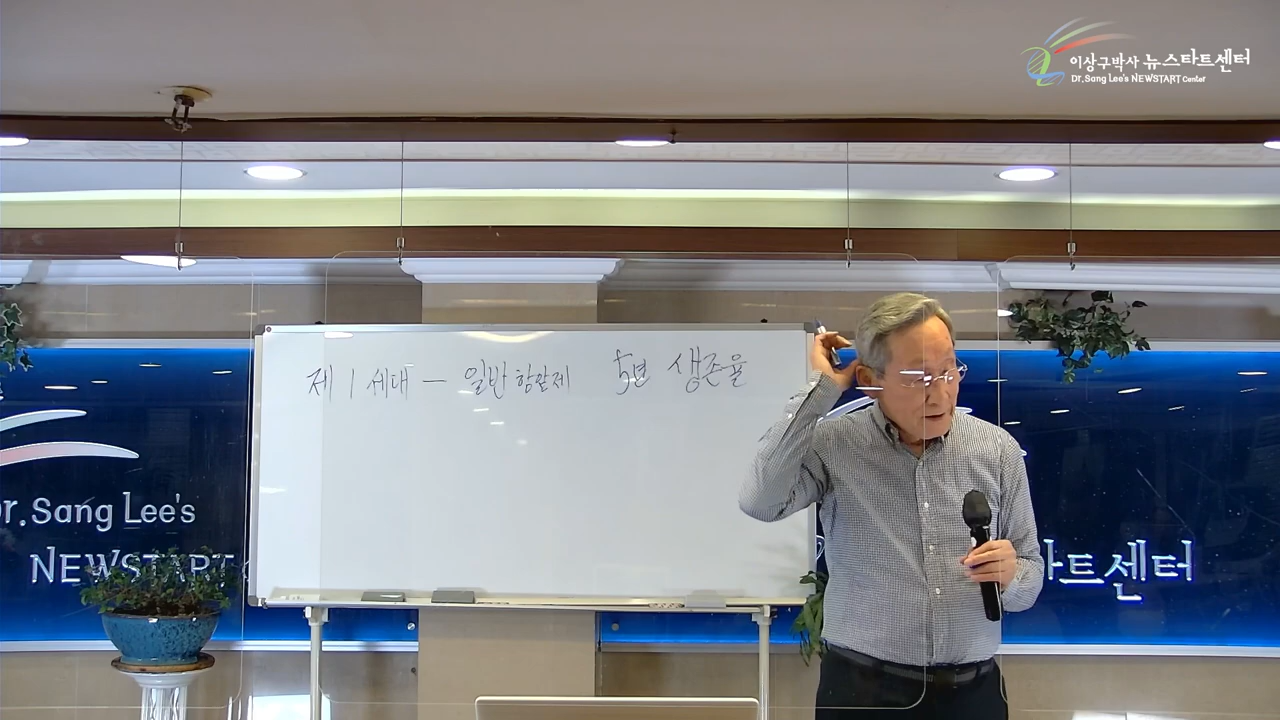 이상구박사 뉴스타트센터
Dr. Sang Lee's NEWSTART Center
제 1 세대 — 일반항암제 5년 생존율
Dr. Sang Lee's
NEWSTART
타트센터